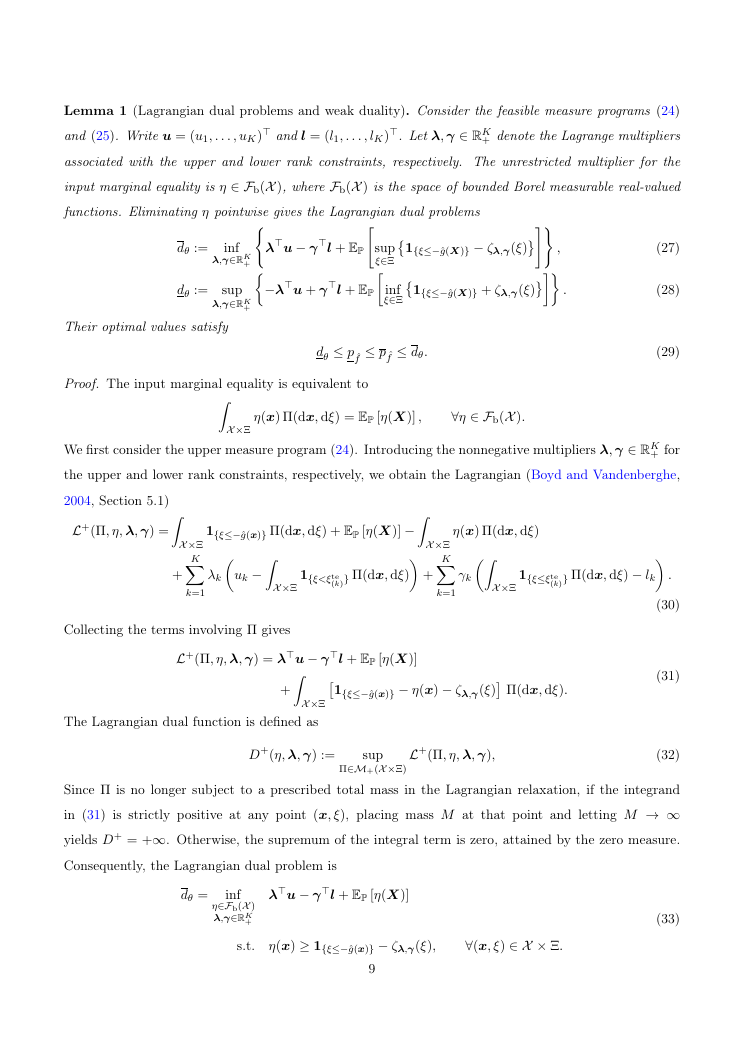 Lemma 1 (Lagrangian dual problems and weak duality). Consider the feasible measure programs (24)
and (25). Write u = (u₁, . . . , u_K)^⊤ and l = (l₁, . . . , l_K)^⊤. Let λ, γ ∈ ℝ₊^K denote the Lagrange multipliers
associated with the upper and lower rank constraints, respectively. The unrestricted multiplier for the
input marginal equality is η ∈ F_b(X), where F_b(X) is the space of bounded Borel measurable real-valued
functions. Eliminating η pointwise gives the Lagrangian dual problems
d̅_θ := inf_{λ,γ∈ℝ₊^K} { λ^⊤u − γ^⊤l + 𝔼_ℙ [ sup_{ξ∈Ξ} { 1_{ξ≤−ĝ(X)} − ζ_{λ,γ}(ξ) } ] } , (27)
d̲_θ := sup_{λ,γ∈ℝ₊^K} { −λ^⊤u + γ^⊤l + 𝔼_ℙ [ inf_{ξ∈Ξ} { 1_{ξ≤−ĝ(X)} + ζ_{λ,γ}(ξ) } ] } . (28)
Their optimal values satisfy
d̲_θ ≤ p̲_f̂ ≤ p̅_f̂ ≤ d̅_θ. (29)
Proof. The input marginal equality is equivalent to
∫_{X×Ξ} η(x) Π(dx, dξ) = 𝔼_ℙ [η(X)] , ∀η ∈ F_b(X).
We first consider the upper measure program (24). Introducing the nonnegative multipliers λ, γ ∈ ℝ₊^K for
the upper and lower rank constraints, respectively, we obtain the Lagrangian (Boyd and Vandenberghe,
2004, Section 5.1)
L⁺(Π, η, λ, γ) = ∫_{X×Ξ} 1_{ξ≤−ĝ(x)} Π(dx, dξ) + 𝔼_ℙ [η(X)] − ∫_{X×Ξ} η(x) Π(dx, dξ)
+ ∑_{k=1}^K λ_k ( u_k − ∫_{X×Ξ} 1_{ξ<ξ^{te}_{(k)}} Π(dx, dξ) ) + ∑_{k=1}^K γ_k ( ∫_{X×Ξ} 1_{ξ≤ξ^{te}_{(k)}} Π(dx, dξ) − l_k ) .
(30)
Collecting the terms involving Π gives
L⁺(Π, η, λ, γ) = λ^⊤u − γ^⊤l + 𝔼_ℙ [η(X)]
+ ∫_{X×Ξ} [ 1_{ξ≤−ĝ(x)} − η(x) − ζ_{λ,γ}(ξ) ] Π(dx, dξ). (31)
The Lagrangian dual function is defined as
D⁺(η, λ, γ) := sup_{Π∈M₊(X×Ξ)} L⁺(Π, η, λ, γ), (32)
Since Π is no longer subject to a prescribed total mass in the Lagrangian relaxation, if the integrand
in (31) is strictly positive at any point (x, ξ), placing mass M at that point and letting M → ∞
yields D⁺ = +∞. Otherwise, the supremum of the integral term is zero, attained by the zero measure.
Consequently, the Lagrangian dual problem is
d̅_θ = inf_{η∈F_b(X) λ,γ∈ℝ₊^K} λ^⊤u − γ^⊤l + 𝔼_ℙ [η(X)]
(33)
s.t. η(x) ≥ 1_{ξ≤−ĝ(x)} − ζ_{λ,γ}(ξ), ∀(x, ξ) ∈ X × Ξ.
9